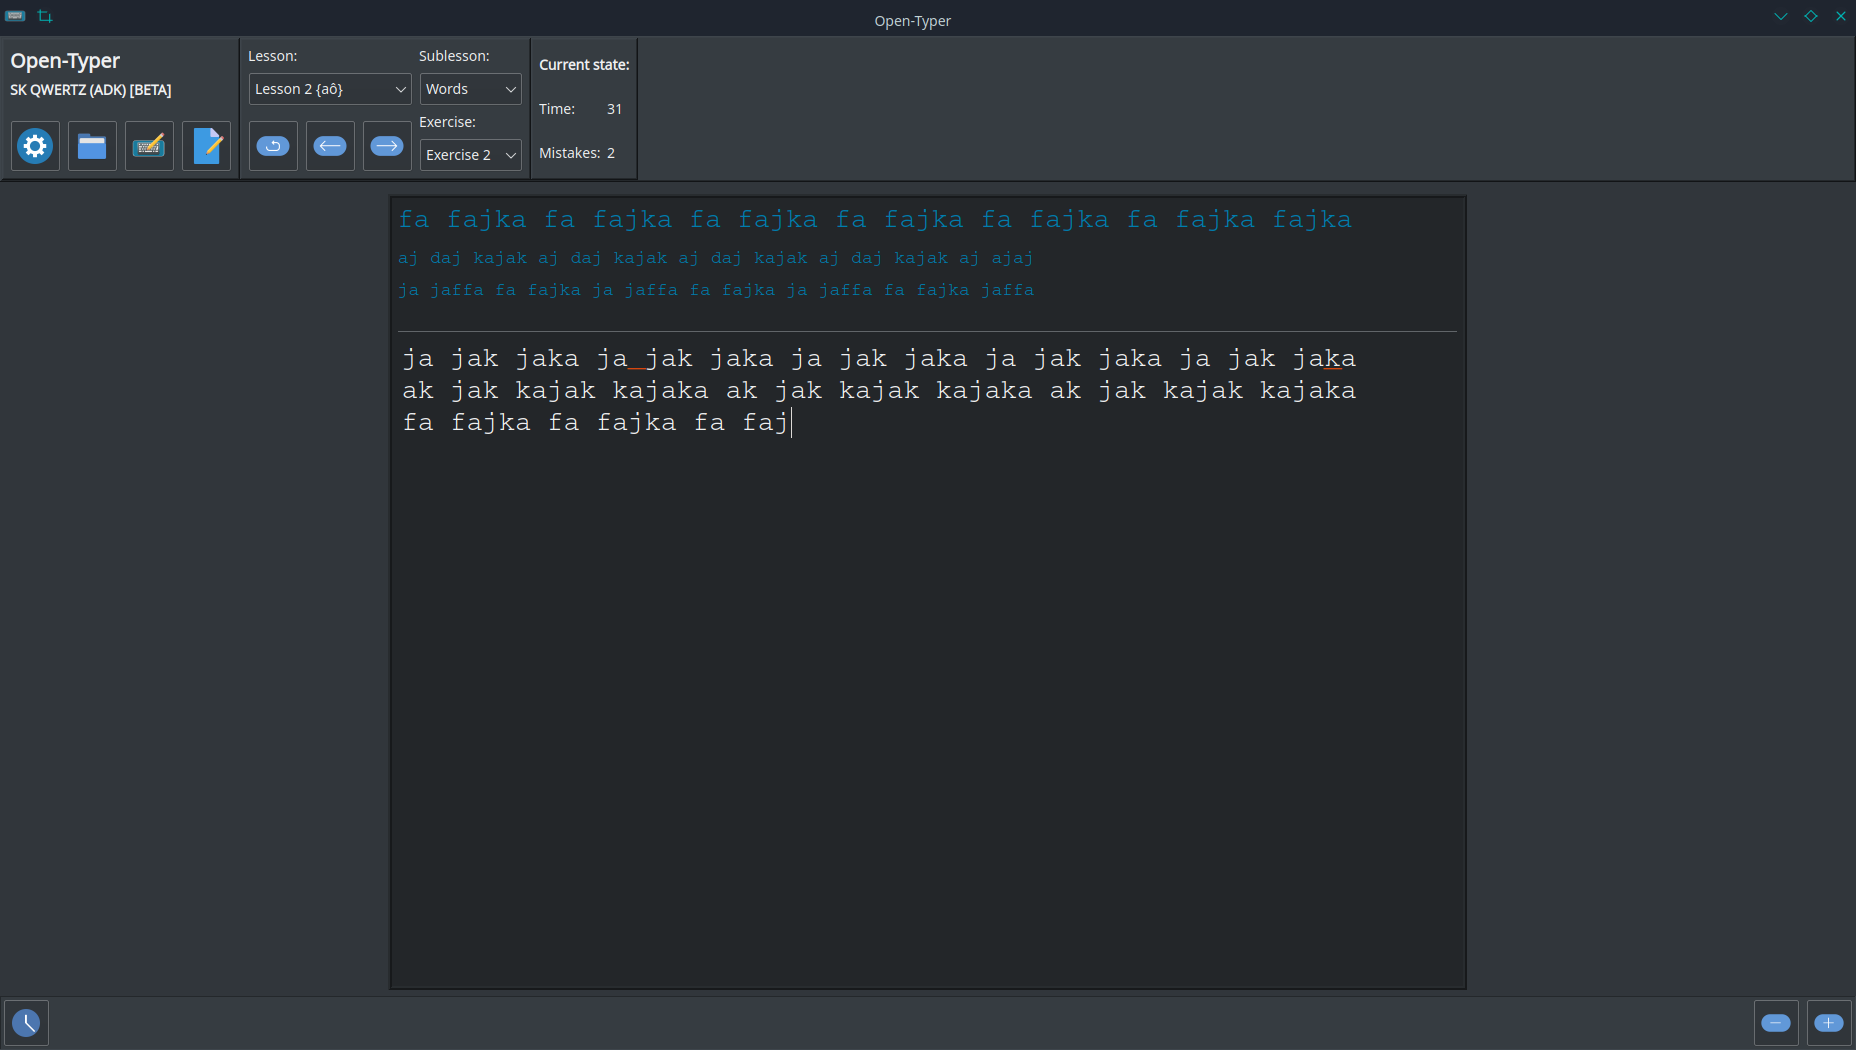 Open-Typer
Open-Typer
SK QWERTZ (ADK) [BETA]
Lesson:
Lesson 2 {aô}
Sublesson:
Words
Exercise:
Exercise 2
Current state:
Time: 31
Mistakes: 2
fa fajka fa fajka fa fajka fa fajka fa fajka fa fajka fajka
aj daj kajak aj daj kajak aj daj kajak aj daj kajak aj ajaj
ja jaffa fa fajka ja jaffa fa fajka ja jaffa fa fajka jaffa
ja jak jaka ja_jak jaka ja jak jaka ja jak jaka ja jak jaka
ak jak kajak kajaka ak jak kajak kajaka ak jak kajak kajaka
fa fajka fa fajka fa faj